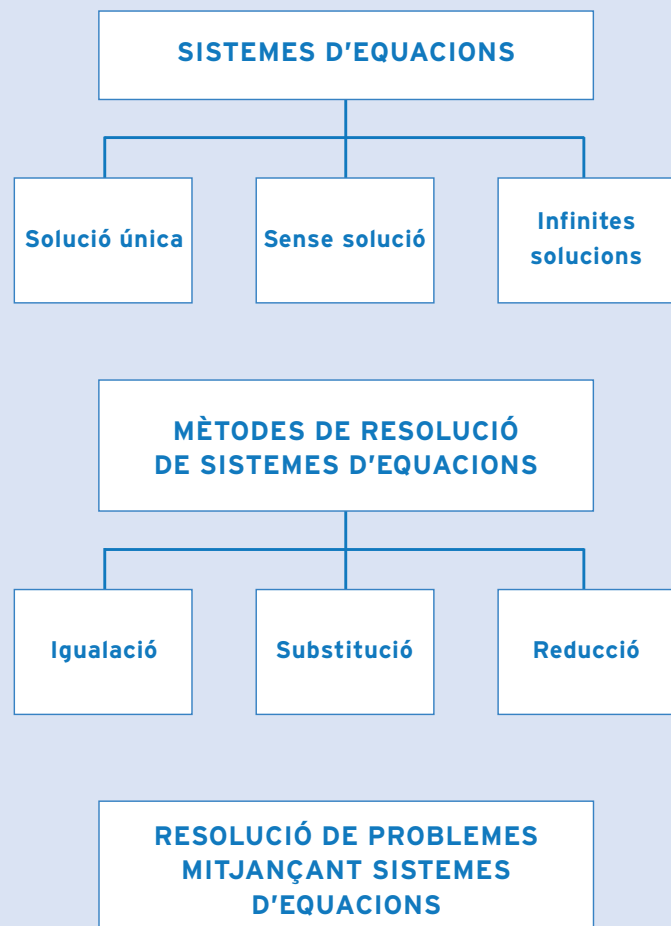 SISTEMES D'EQUACIONS
Solució única
Sense solució
Infinites
solucions
MÈTODES DE RESOLUCIÓ
DE SISTEMES D'EQUACIONS
Igualació
Substitució
Reducció
RESOLUCIÓ DE PROBLEMES
MITJANÇANT SISTEMES
D'EQUACIONS